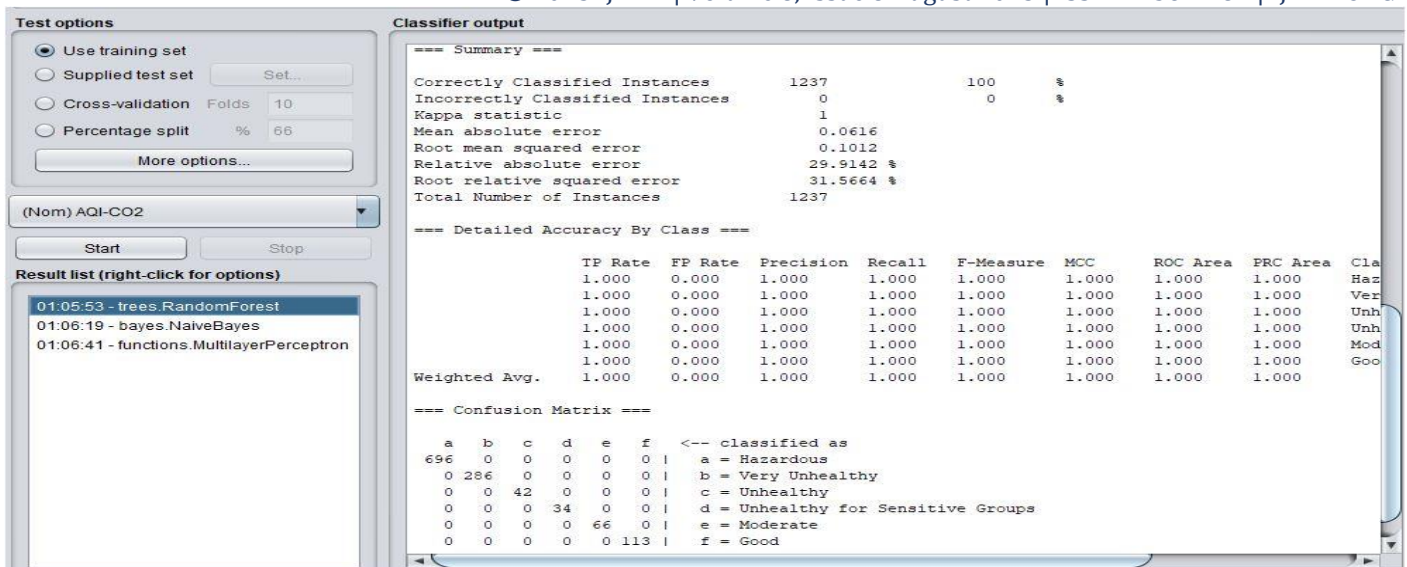 Test options
Use training set
Supplied test set Set...
Cross-validation Folds 10
Percentage split % 66
More options...
(Nom) AQI-CO2
Start Stop
Result list (right-click for options)
01:05:53 - trees.RandomForest
01:06:19 - bayes.NaiveBayes
01:06:41 - functions.MultilayerPerceptron
Classifier output
=== Summary ===
Correctly Classified Instances 1237 100 %
Incorrectly Classified Instances 0 0 %
Kappa statistic 1
Mean absolute error 0.0616
Root mean squared error 0.1012
Relative absolute error 29.9142 %
Root relative squared error 31.5664 %
Total Number of Instances 1237
=== Detailed Accuracy By Class ===
TP Rate FP Rate Precision Recall F-Measure MCC ROC Area PRC Area Cla
1.000 0.000 1.000 1.000 1.000 1.000 1.000 1.000 Haz
1.000 0.000 1.000 1.000 1.000 1.000 1.000 1.000 Ver
1.000 0.000 1.000 1.000 1.000 1.000 1.000 1.000 Unh
1.000 0.000 1.000 1.000 1.000 1.000 1.000 1.000 Unh
1.000 0.000 1.000 1.000 1.000 1.000 1.000 1.000 Mod
1.000 0.000 1.000 1.000 1.000 1.000 1.000 1.000 Goo
Weighted Avg. 1.000 0.000 1.000 1.000 1.000 1.000 1.000 1.000
=== Confusion Matrix ===
a b c d e f <-- classified as
696 0 0 0 0 0 | a = Hazardous
0 286 0 0 0 0 | b = Very Unhealthy
0 0 42 0 0 0 | c = Unhealthy
0 0 0 34 0 0 | d = Unhealthy for Sensitive Groups
0 0 0 0 66 0 | e = Moderate
0 0 0 0 0 113 | f = Good